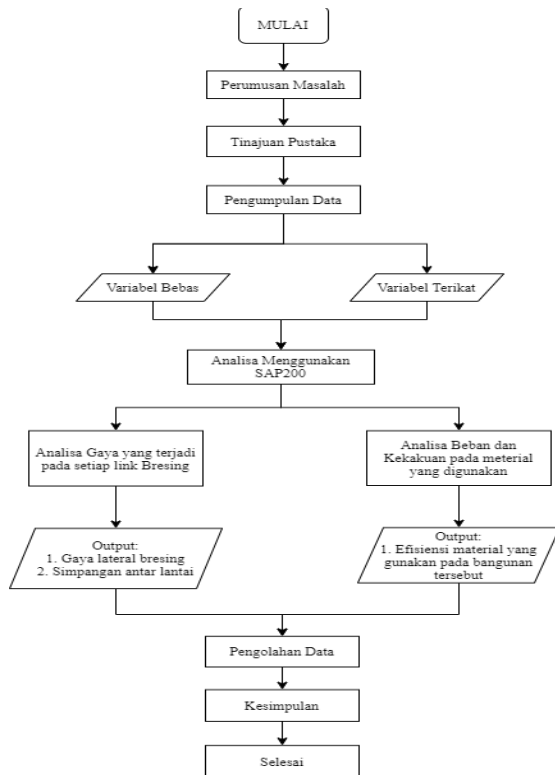 MULAI
Perumusan Masalah
Tinajuan Pustaka
Pengumpulan Data
Variabel Bebas
Variabel Terikat
Analisa Menggunakan
SAP200
Analisa Gaya yang terjadi
pada setiap link Bresing
Analisa Beban dan
Kekakuan pada meterial
yang digunakan
Output:
1. Gaya lateral bresing
2. Simpangan antar lantai
Output:
1. Efisiensi material yang
gunakan pada bangunan
tersebut
Pengolahan Data
Kesimpulan
Selesai